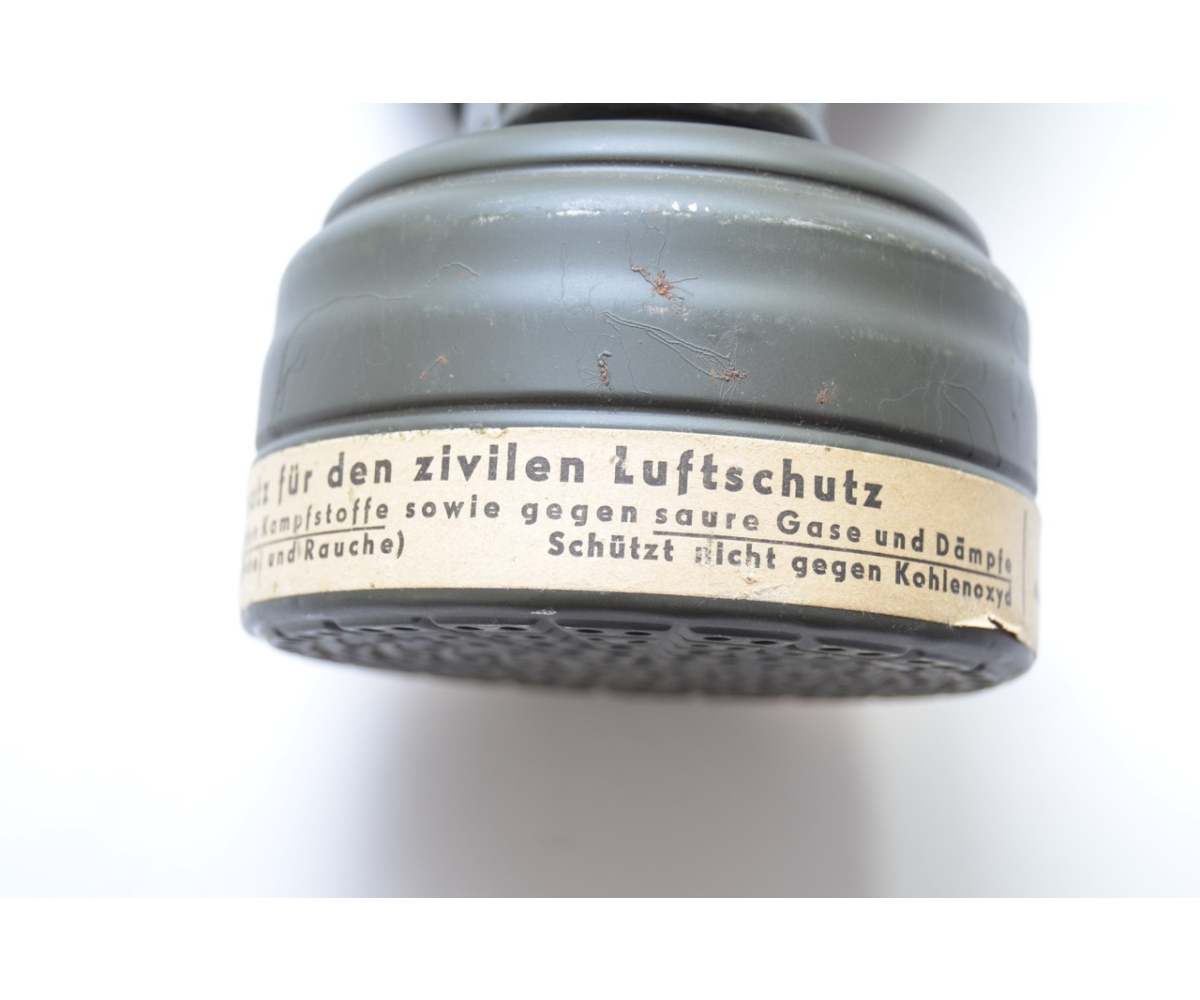 für den zivilen Luftschutz
Kampfstoffe sowie gegen saure Gase und Dämpfe
und Rauche) Schützt nicht gegen Kohlenoxyd